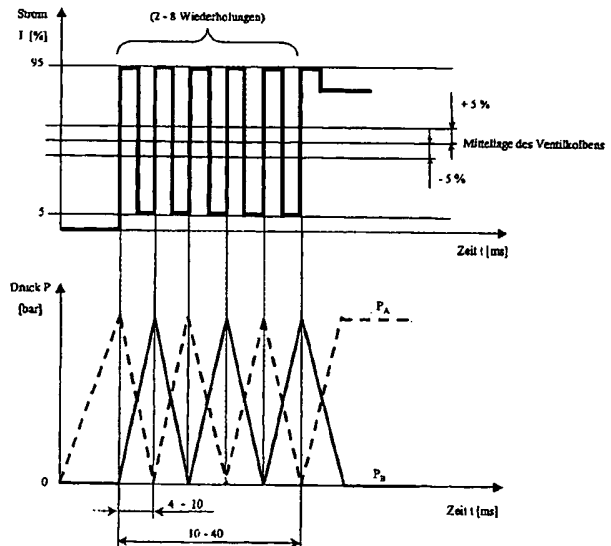 Strom
I [%]
(2 - 8 Wiederholungen)
95
+ 5 %
Mittellage des Ventilkolbens
- 5 %
5
Zeit t [ms]
Druck P
[bar]
P_A
0
P_B
4 - 10
Zeit t [ms]
10 - 40